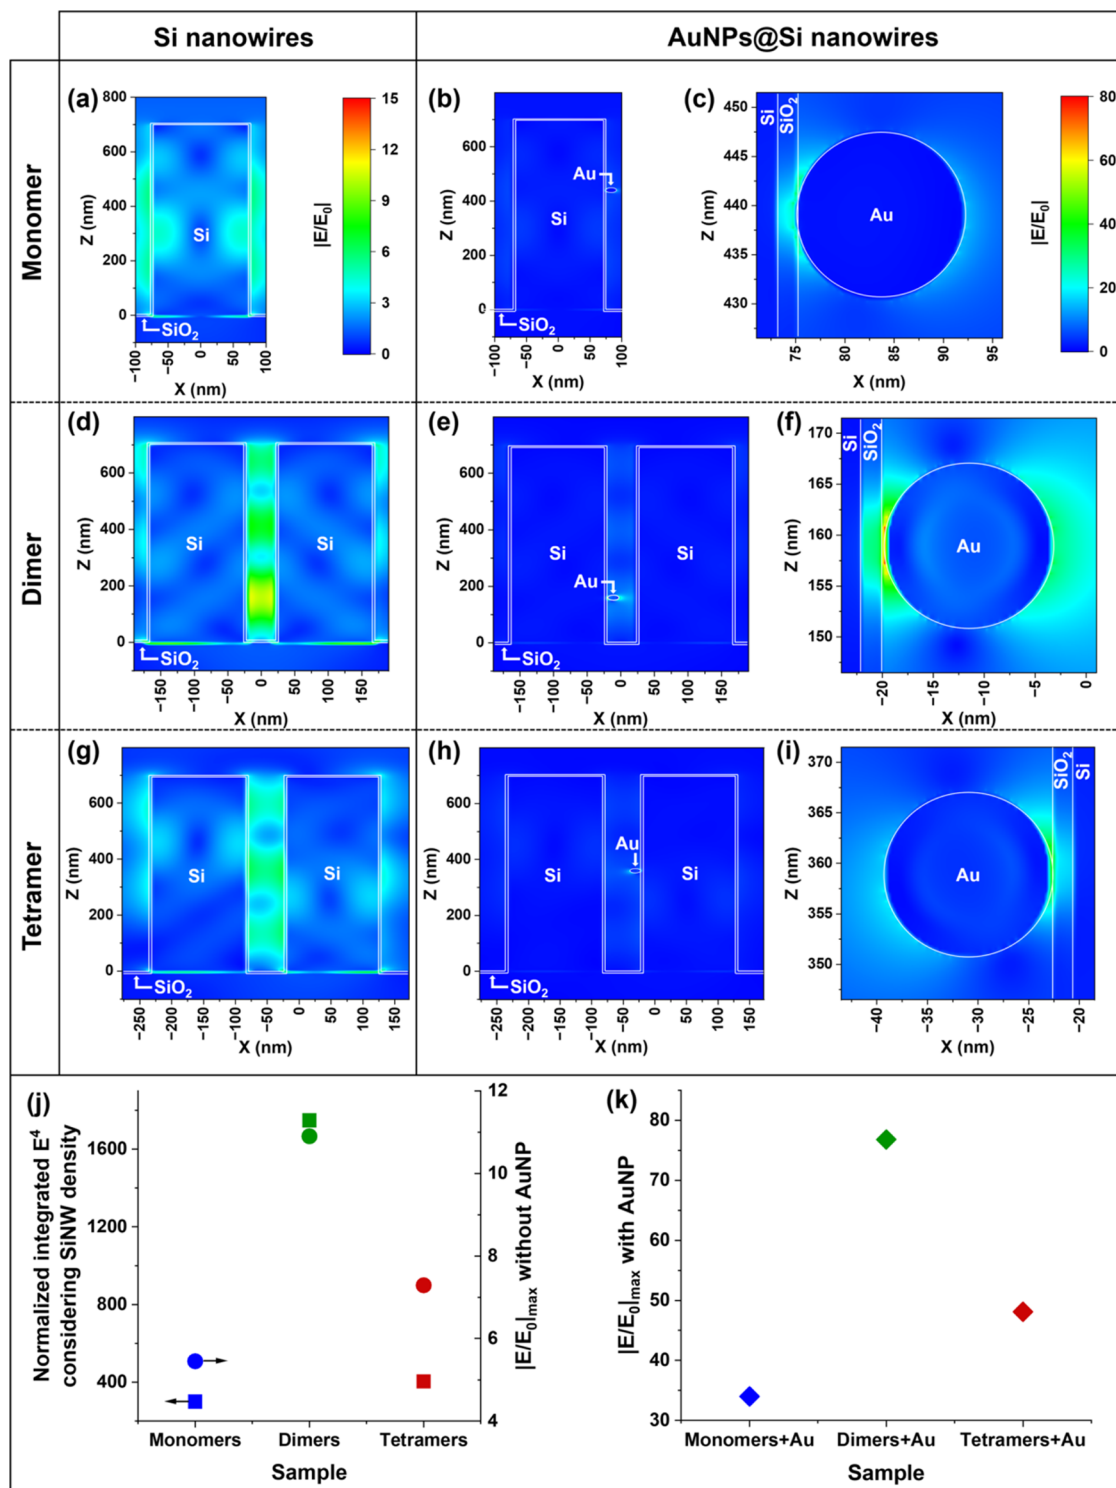 Si nanowires
AuNPs@Si nanowires
Monomer
(a)
800
600
400
200
0
Z (nm)
Si
SiO₂
−100
−50
0
50
100
X (nm)
15
12
9
6
3
0
|E/E₀|
(b)
600
400
200
0
Z (nm)
Au
Si
SiO₂
−100
−50
0
50
100
X (nm)
(c)
450
445
440
435
430
Z (nm)
Si
SiO₂
Au
75
80
85
90
95
X (nm)
80
60
40
20
0
|E/E₀|
Dimer
(d)
600
400
200
0
Z (nm)
Si
Si
SiO₂
−150
−100
−50
0
50
100
150
X (nm)
(e)
600
400
200
0
Z (nm)
Si
Si
Au
SiO₂
−150
−100
−50
0
50
100
150
X (nm)
(f)
170
165
160
155
150
Z (nm)
Si
SiO₂
Au
−20
−15
−10
−5
0
X (nm)
Tetramer
(g)
600
400
200
0
Z (nm)
Si
Si
SiO₂
−250
−200
−150
−100
−50
0
50
100
150
X (nm)
(h)
600
400
200
0
Z (nm)
Au
Si
Si
SiO₂
−250
−200
−150
−100
−50
0
50
100
150
X (nm)
(i)
370
365
360
355
350
Z (nm)
SiO₂
Si
Au
−40
−35
−30
−25
−20
X (nm)
(j)
Normalized integrated E⁴
considering SiNW density
1600
1200
800
400
12
10
8
6
4
|E/E₀|max without AuNP
Monomers
Dimers
Tetramers
Sample
(k)
|E/E₀|max with AuNP
80
75
70
65
60
55
50
45
40
35
30
Monomers+Au
Dimers+Au
Tetramers+Au
Sample